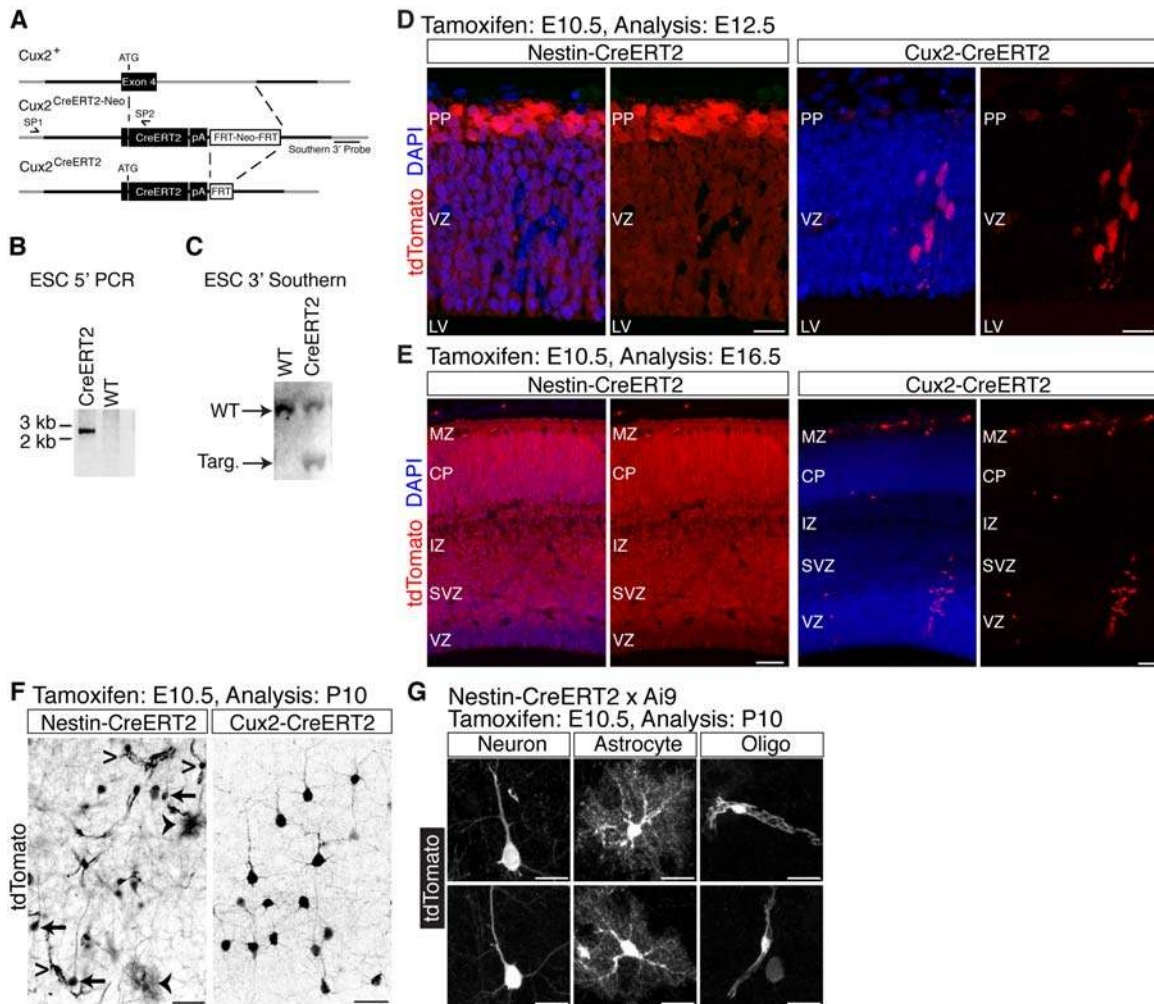 A
Cux2+
ATG
Exon 4
Cux2CreERT2-Neo
SP1
SP2
CreERT2 pA FRT-Neo-FRT
Southern 3' Probe
Cux2CreERT2
ATG
CreERT2 pA FRT
B
ESC 5' PCR
CreERT2
WT
3 kb
2 kb
C
ESC 3' Southern
WT
CreERT2
WT
Targ.
D Tamoxifen: E10.5, Analysis: E12.5
Nestin-CreERT2 Cux2-CreERT2
tdTomato DAPI
PP PP PP PP
VZ VZ VZ VZ
LV LV LV LV
E Tamoxifen: E10.5, Analysis: E16.5
Nestin-CreERT2 Cux2-CreERT2
tdTomato DAPI
MZ MZ MZ MZ
CP CP CP CP
IZ IZ IZ IZ
SVZ SVZ SVZ SVZ
VZ VZ VZ VZ
F Tamoxifen: E10.5, Analysis: P10
Nestin-CreERT2 Cux2-CreERT2
tdTomato
G Nestin-CreERT2 x Ai9
Tamoxifen: E10.5, Analysis: P10
Neuron Astrocyte Oligo
tdTomato